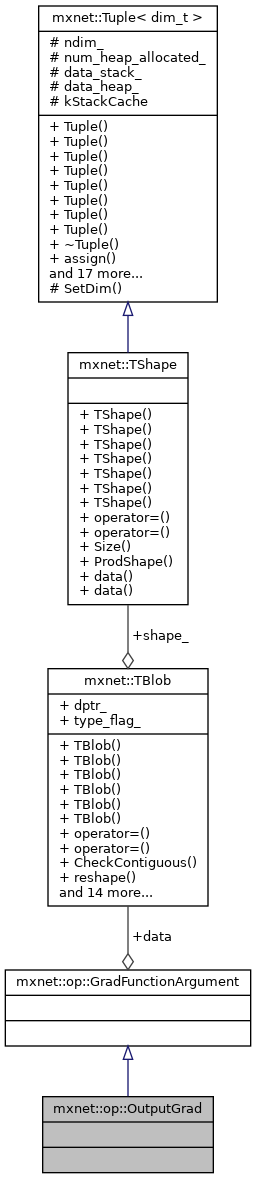 mxnet::Tuple< dim_t >
# ndim_
# num_heap_allocated_
# data_stack_
# data_heap_
# kStackCache
+ Tuple()
+ Tuple()
+ Tuple()
+ Tuple()
+ Tuple()
+ Tuple()
+ Tuple()
+ Tuple()
+ ~Tuple()
+ assign()
and 17 more...
# SetDim()
mxnet::TShape
+ TShape()
+ TShape()
+ TShape()
+ TShape()
+ TShape()
+ TShape()
+ TShape()
+ operator=()
+ operator=()
+ Size()
+ ProdShape()
+ data()
+ data()
+shape_
mxnet::TBlob
+ dptr_
+ type_flag_
+ TBlob()
+ TBlob()
+ TBlob()
+ TBlob()
+ TBlob()
+ TBlob()
+ operator=()
+ operator=()
+ CheckContiguous()
+ reshape()
and 14 more...
+data
mxnet::op::GradFunctionArgument
mxnet::op::OutputGrad